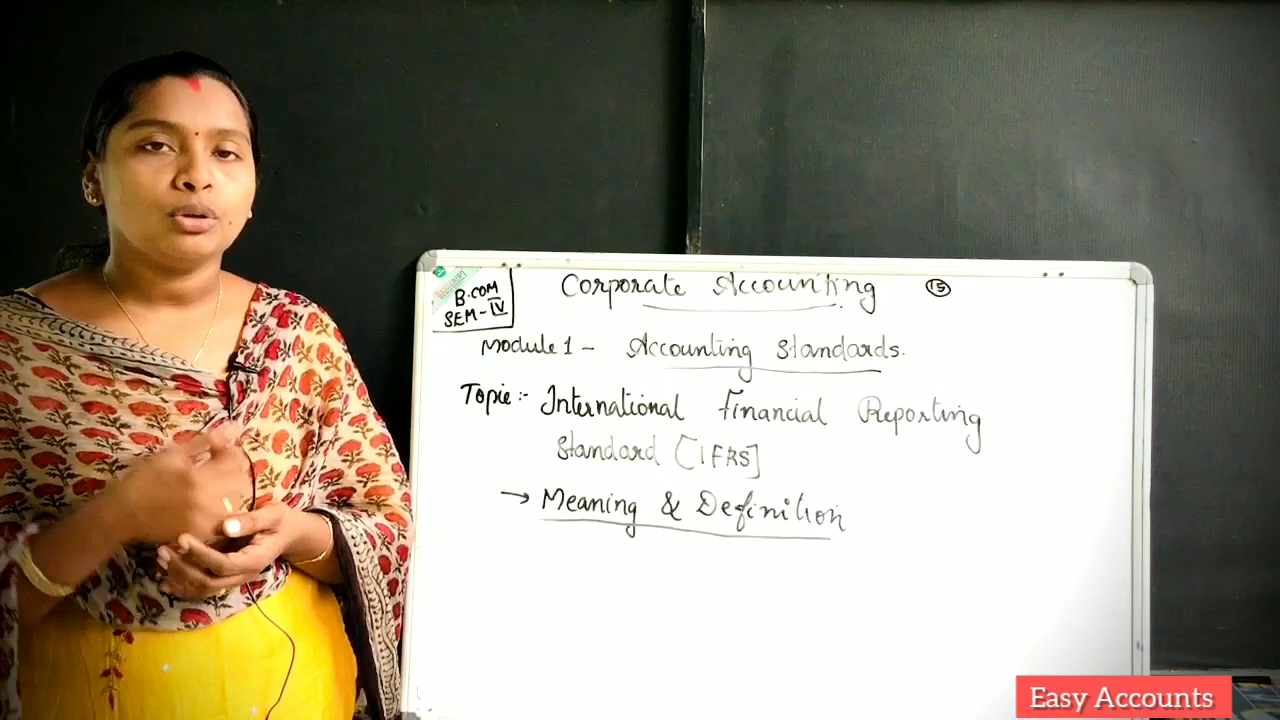 B.COM
SEM-IV
Corporate Accounting
15
Module 1 - Accounting Standards.
Topic:- International Financial Reporting
Standard [IFRS]
→ Meaning & Definition
Easy Accounts